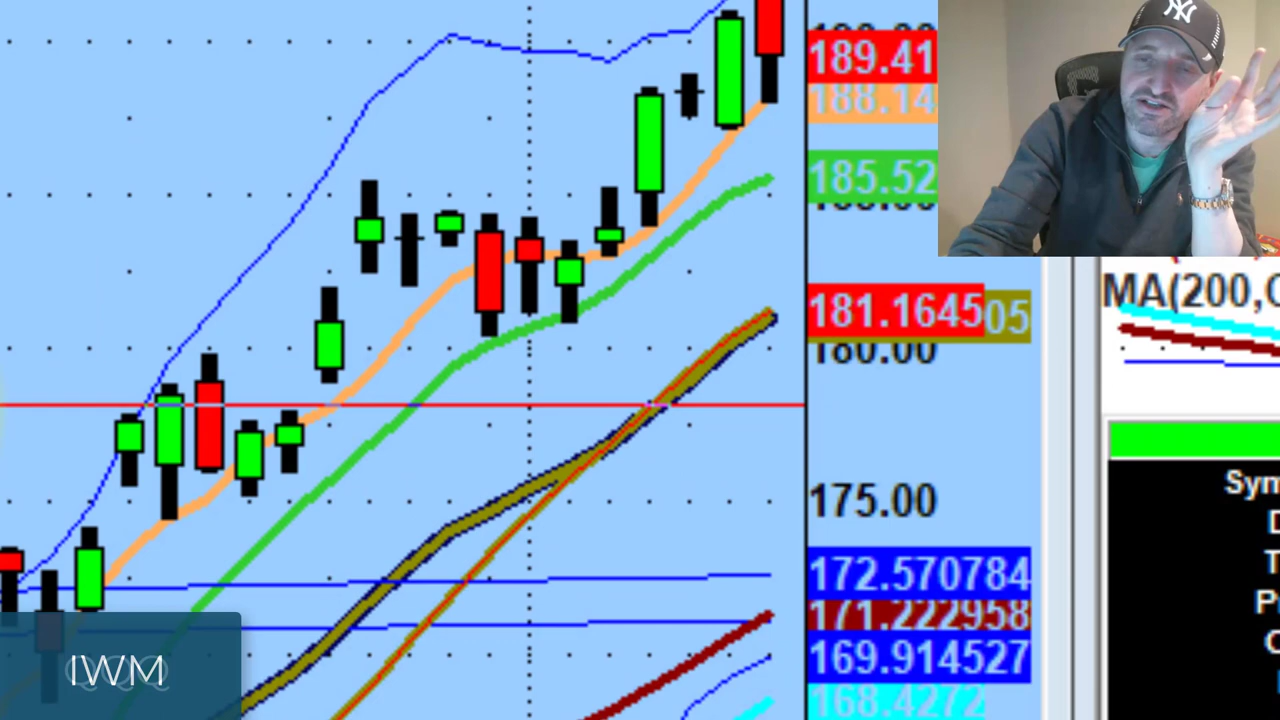 189.41
188.14
185.52
181.1645
05
180.00
175.00
172.570784
171.222958
169.914527
168.4272
NY
MA(200,C
Sym
D
T
P
C
IWM